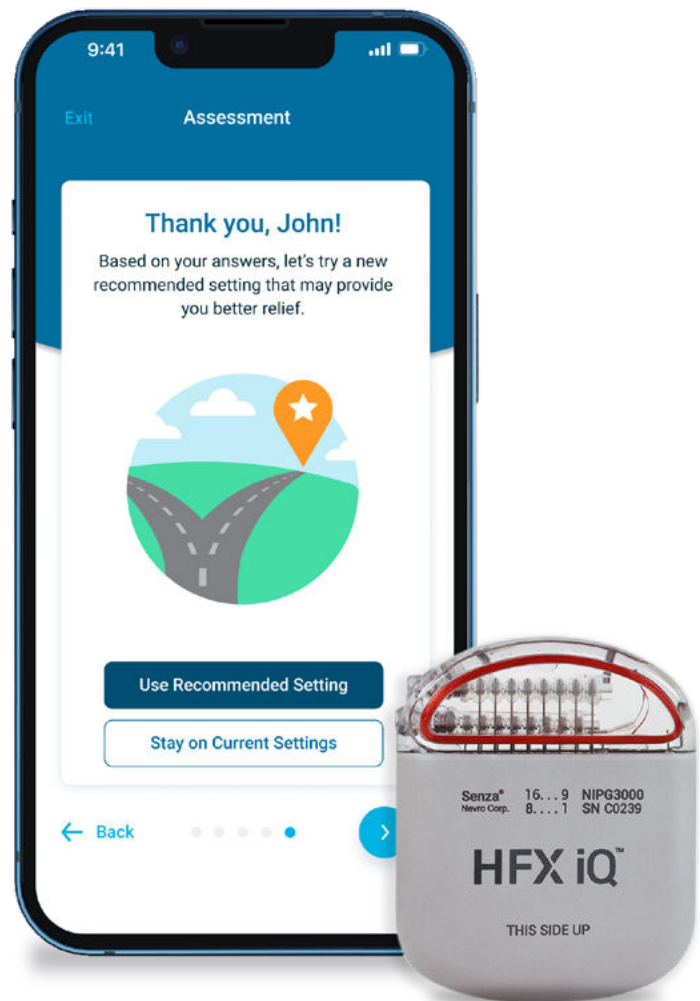 9:41
Exit
Assessment
Thank you, John!
Based on your answers, let's try a new
recommended setting that may provide
you better relief.
Use Recommended Setting
Stay on Current Settings
← Back
Senza® 16...9 NIPG3000
Nevro Corp. 8....1 SN C0239
HFX iQ™
THIS SIDE UP